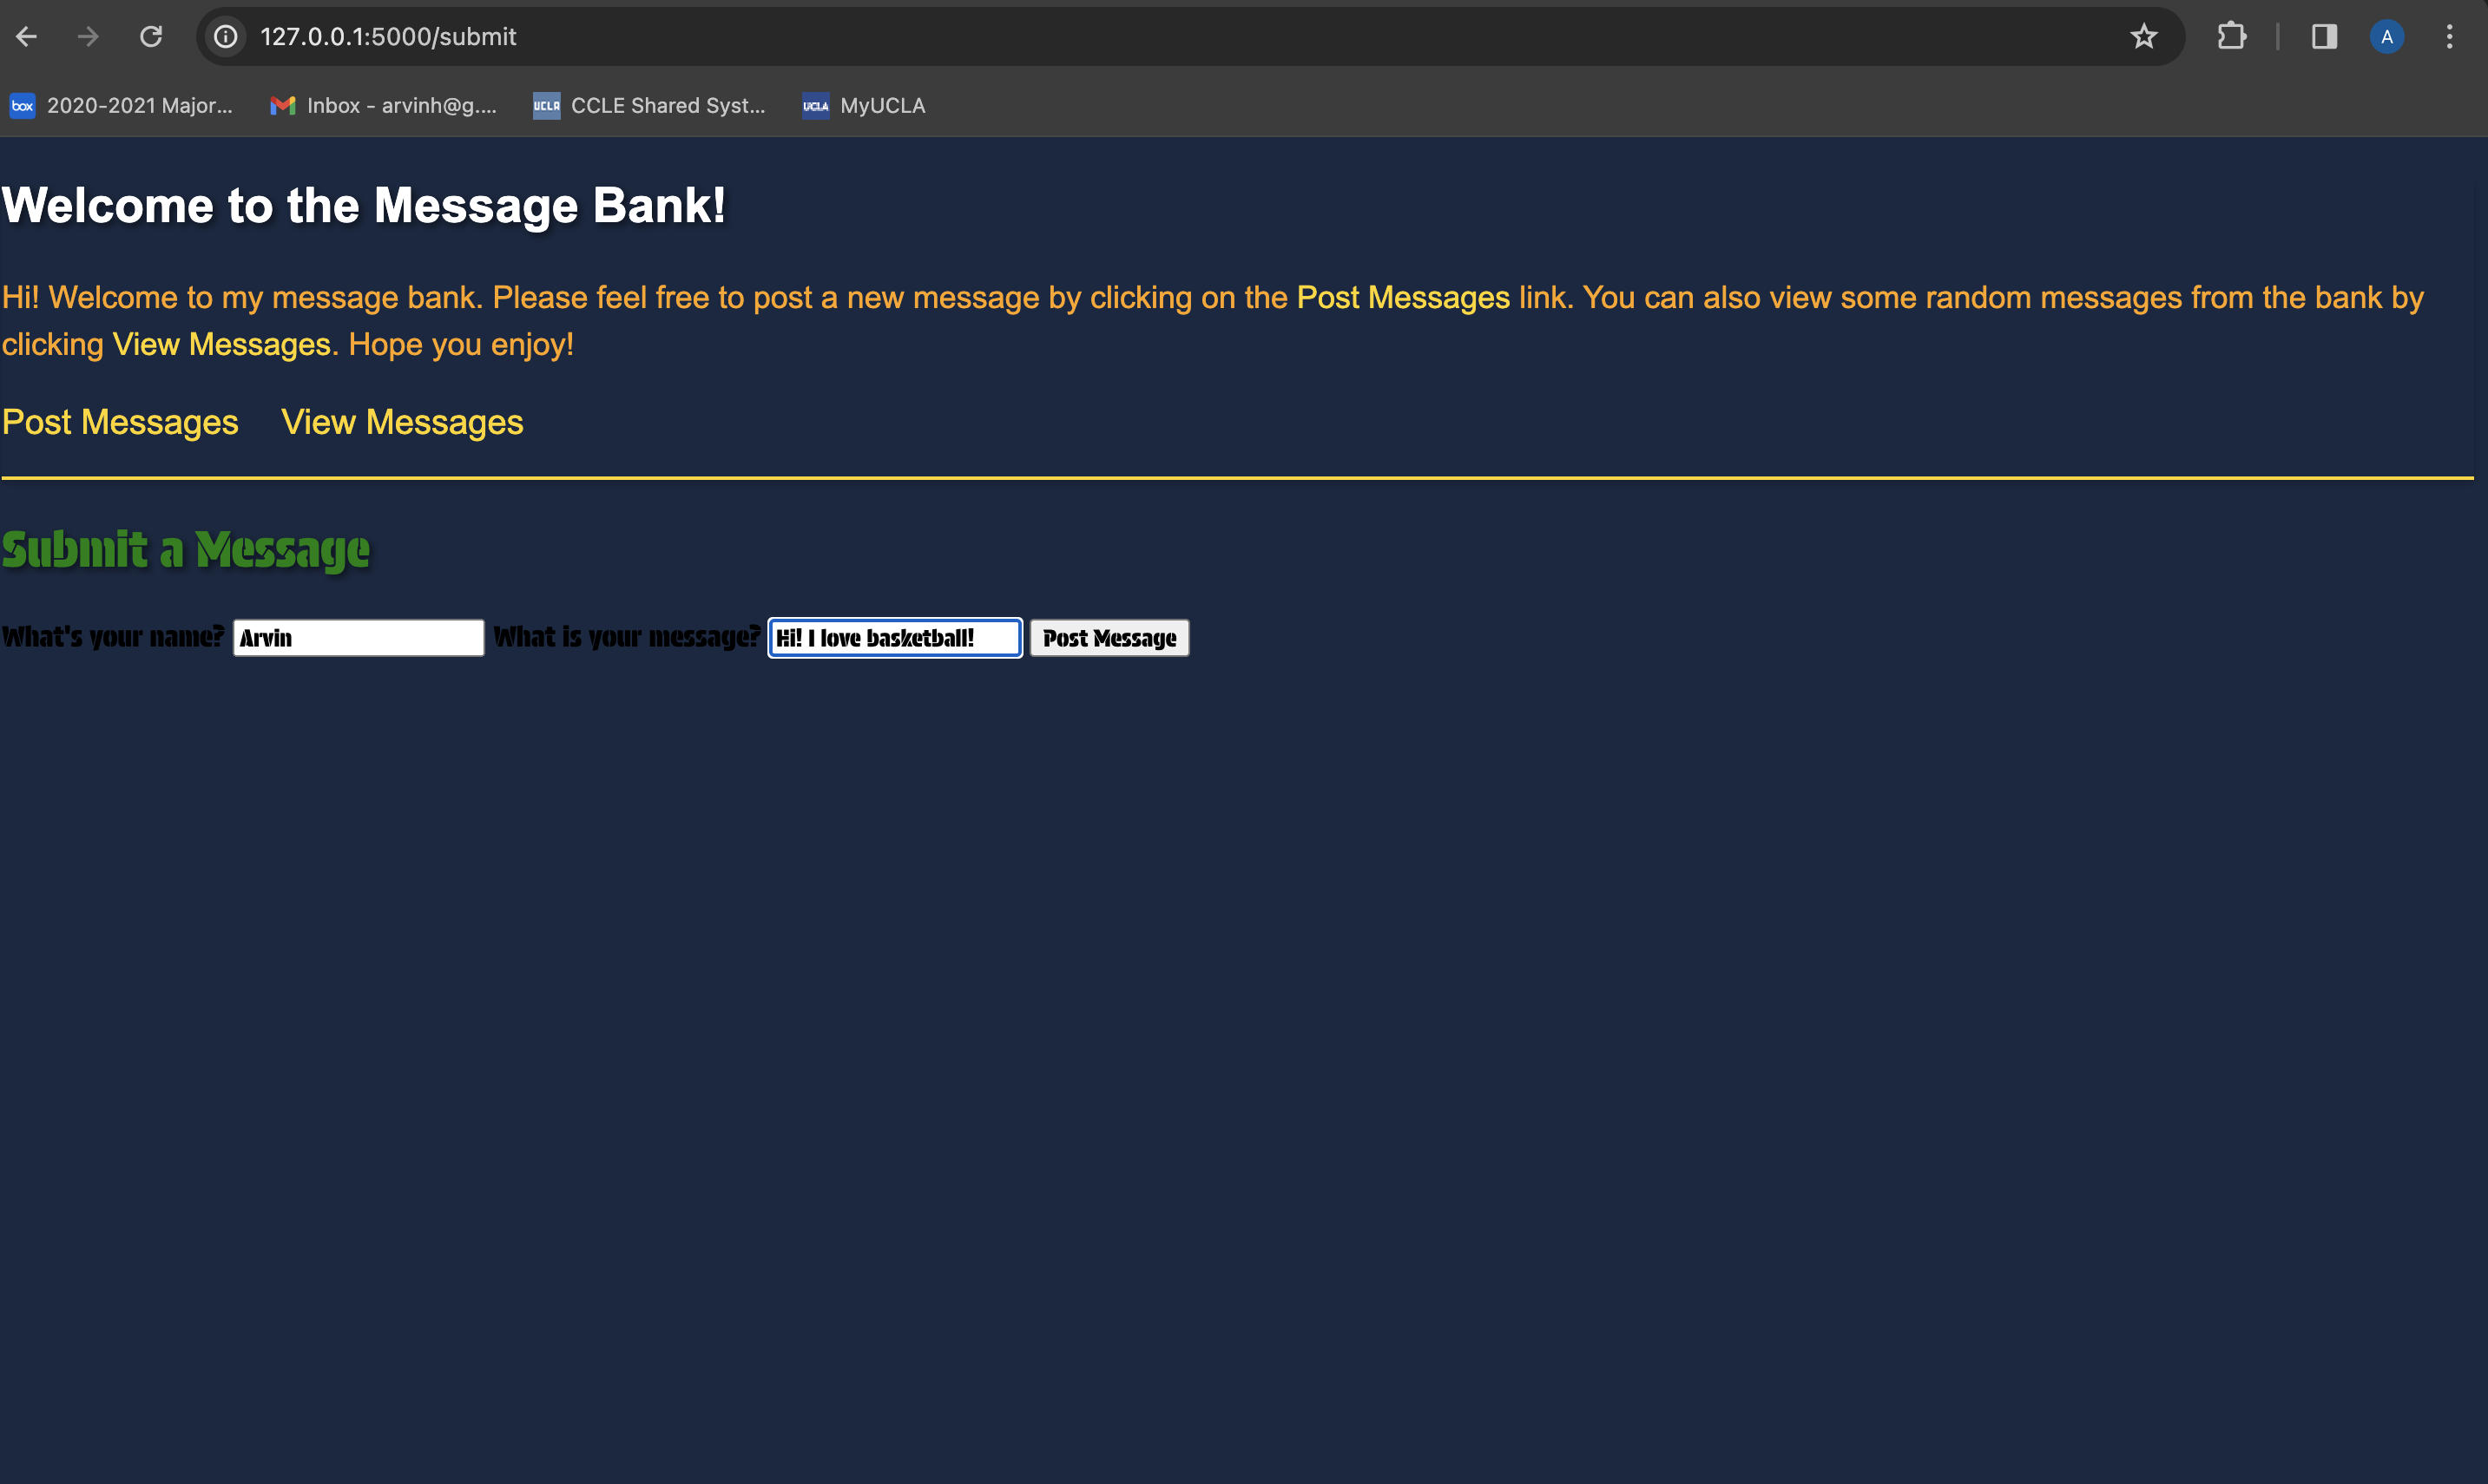 127.0.0.1:5000/submit
A
box 2020-2021 Major... Inbox - arvinh@g.... UCLA CCLE Shared Syst... UCLA MyUCLA
Welcome to the Message Bank!
Hi! Welcome to my message bank. Please feel free to post a new message by clicking on the Post Messages link. You can also view some random messages from the bank by
clicking View Messages. Hope you enjoy!
Post Messages View Messages
Submit a Message
What's your name? Arvin What is your message? Hi! I love basketball! Post Message